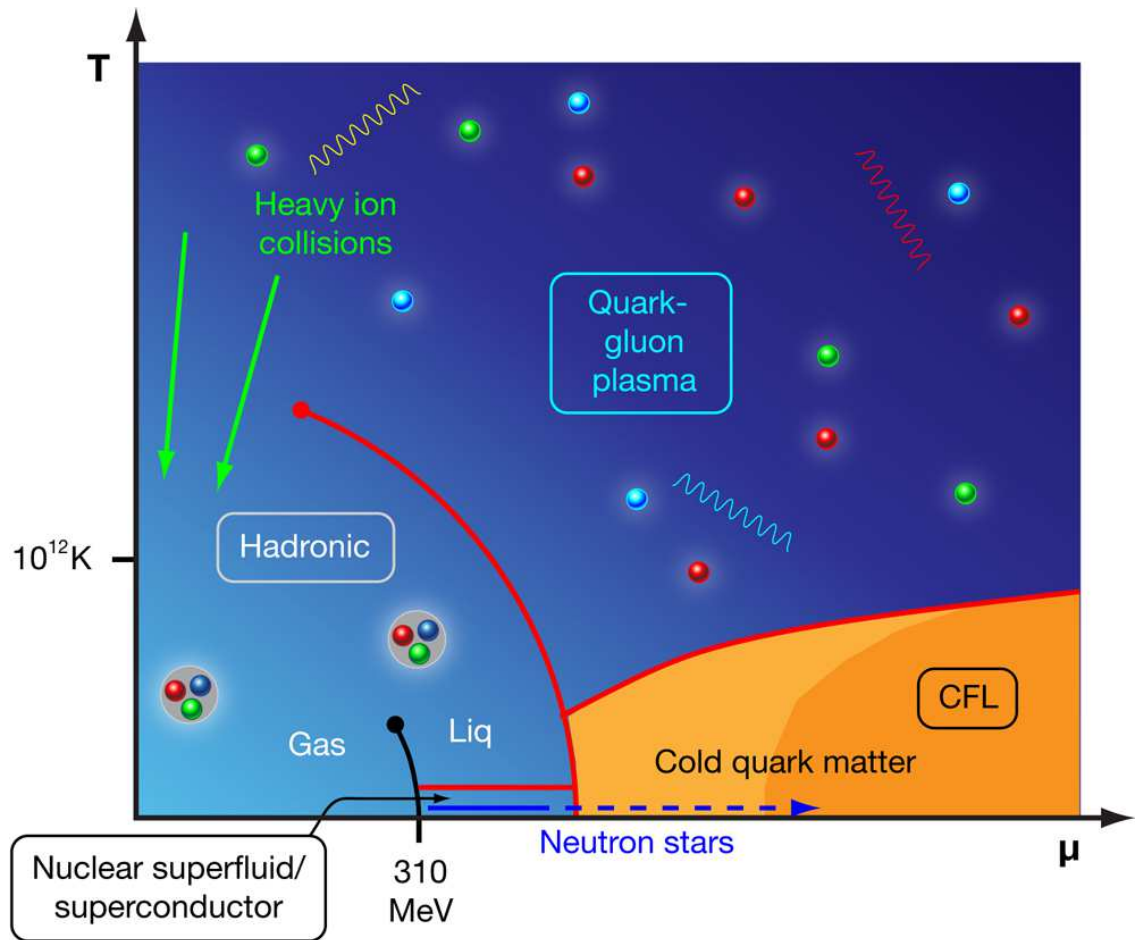 T
Heavy ion
collisions
Quark-
gluon
plasma
10¹²K
Hadronic
CFL
Gas
Liq
Cold quark matter
Neutron stars
μ
Nuclear superfluid/
superconductor
310
MeV